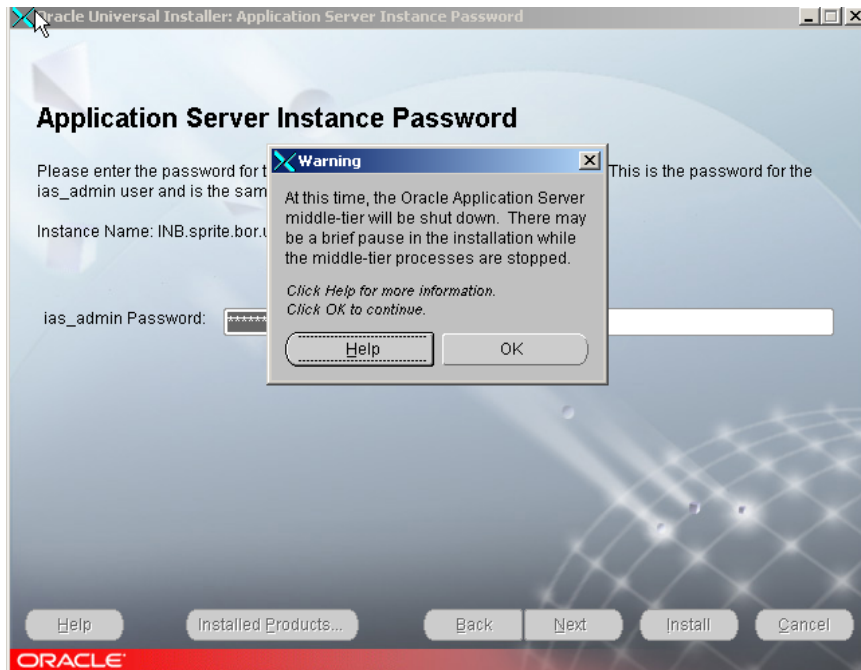 Oracle Universal Installer: Application Server Instance Password
Application Server Instance Password
Please enter the password for t
This is the password for the
ias_admin user and is the sam
Instance Name: INB.sprite.bor.u
ias_admin Password:
*******
Warning
At this time, the Oracle Application Server
middle-tier will be shut down. There may
be a brief pause in the installation while
the middle-tier processes are stopped.
Click Help for more information.
Click OK to continue.
Help
OK
Help
Installed Products...
Back
Next
Install
Cancel
ORACLE